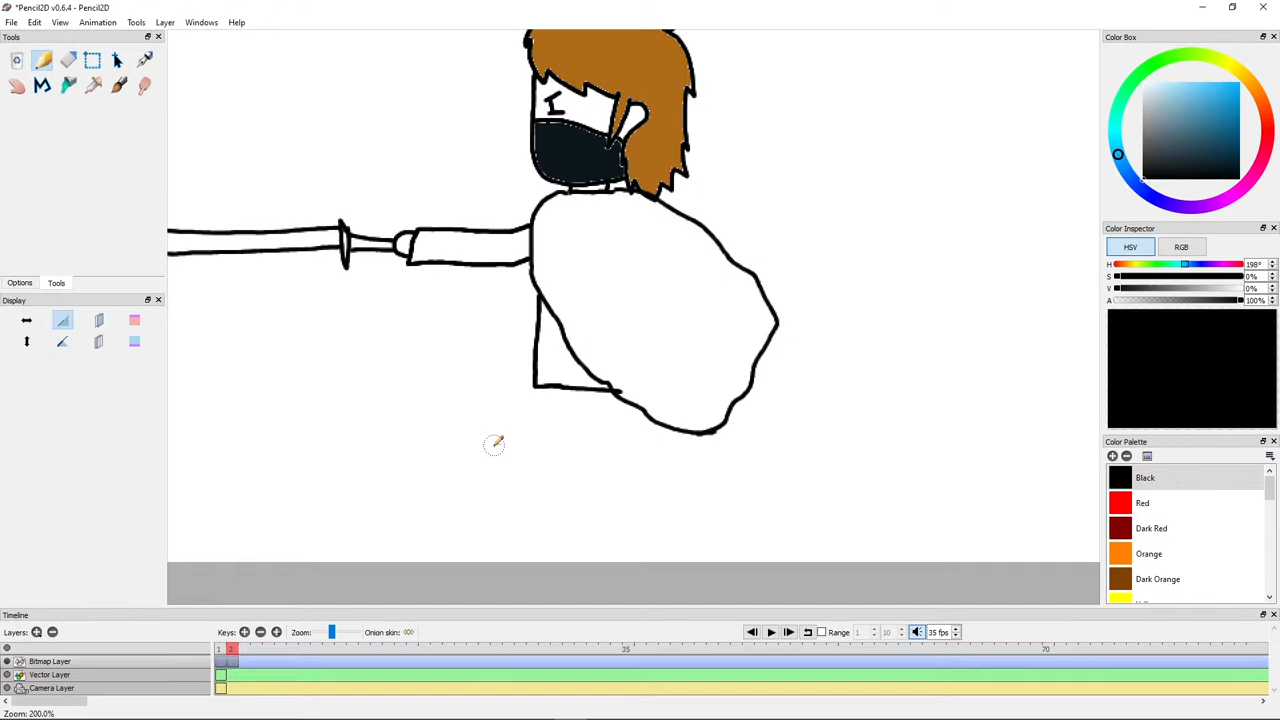 *Pencil2D v0.6.4 - Pencil2D
File Edit View Animation Tools Layer Windows Help
Tools
Options Tools
Display
Color Box
Color Inspector
HSV RGB
H 198°
S 0%
V 0%
A 100%
Color Palette
Black
Red
Dark Red
Orange
Dark Orange
Timeline
Layers: Keys: Zoom: Onion skin: Range 1 10 35 fps
1 2 35 70
Bitmap Layer
Vector Layer
Camera Layer
Zoom: 200.0%